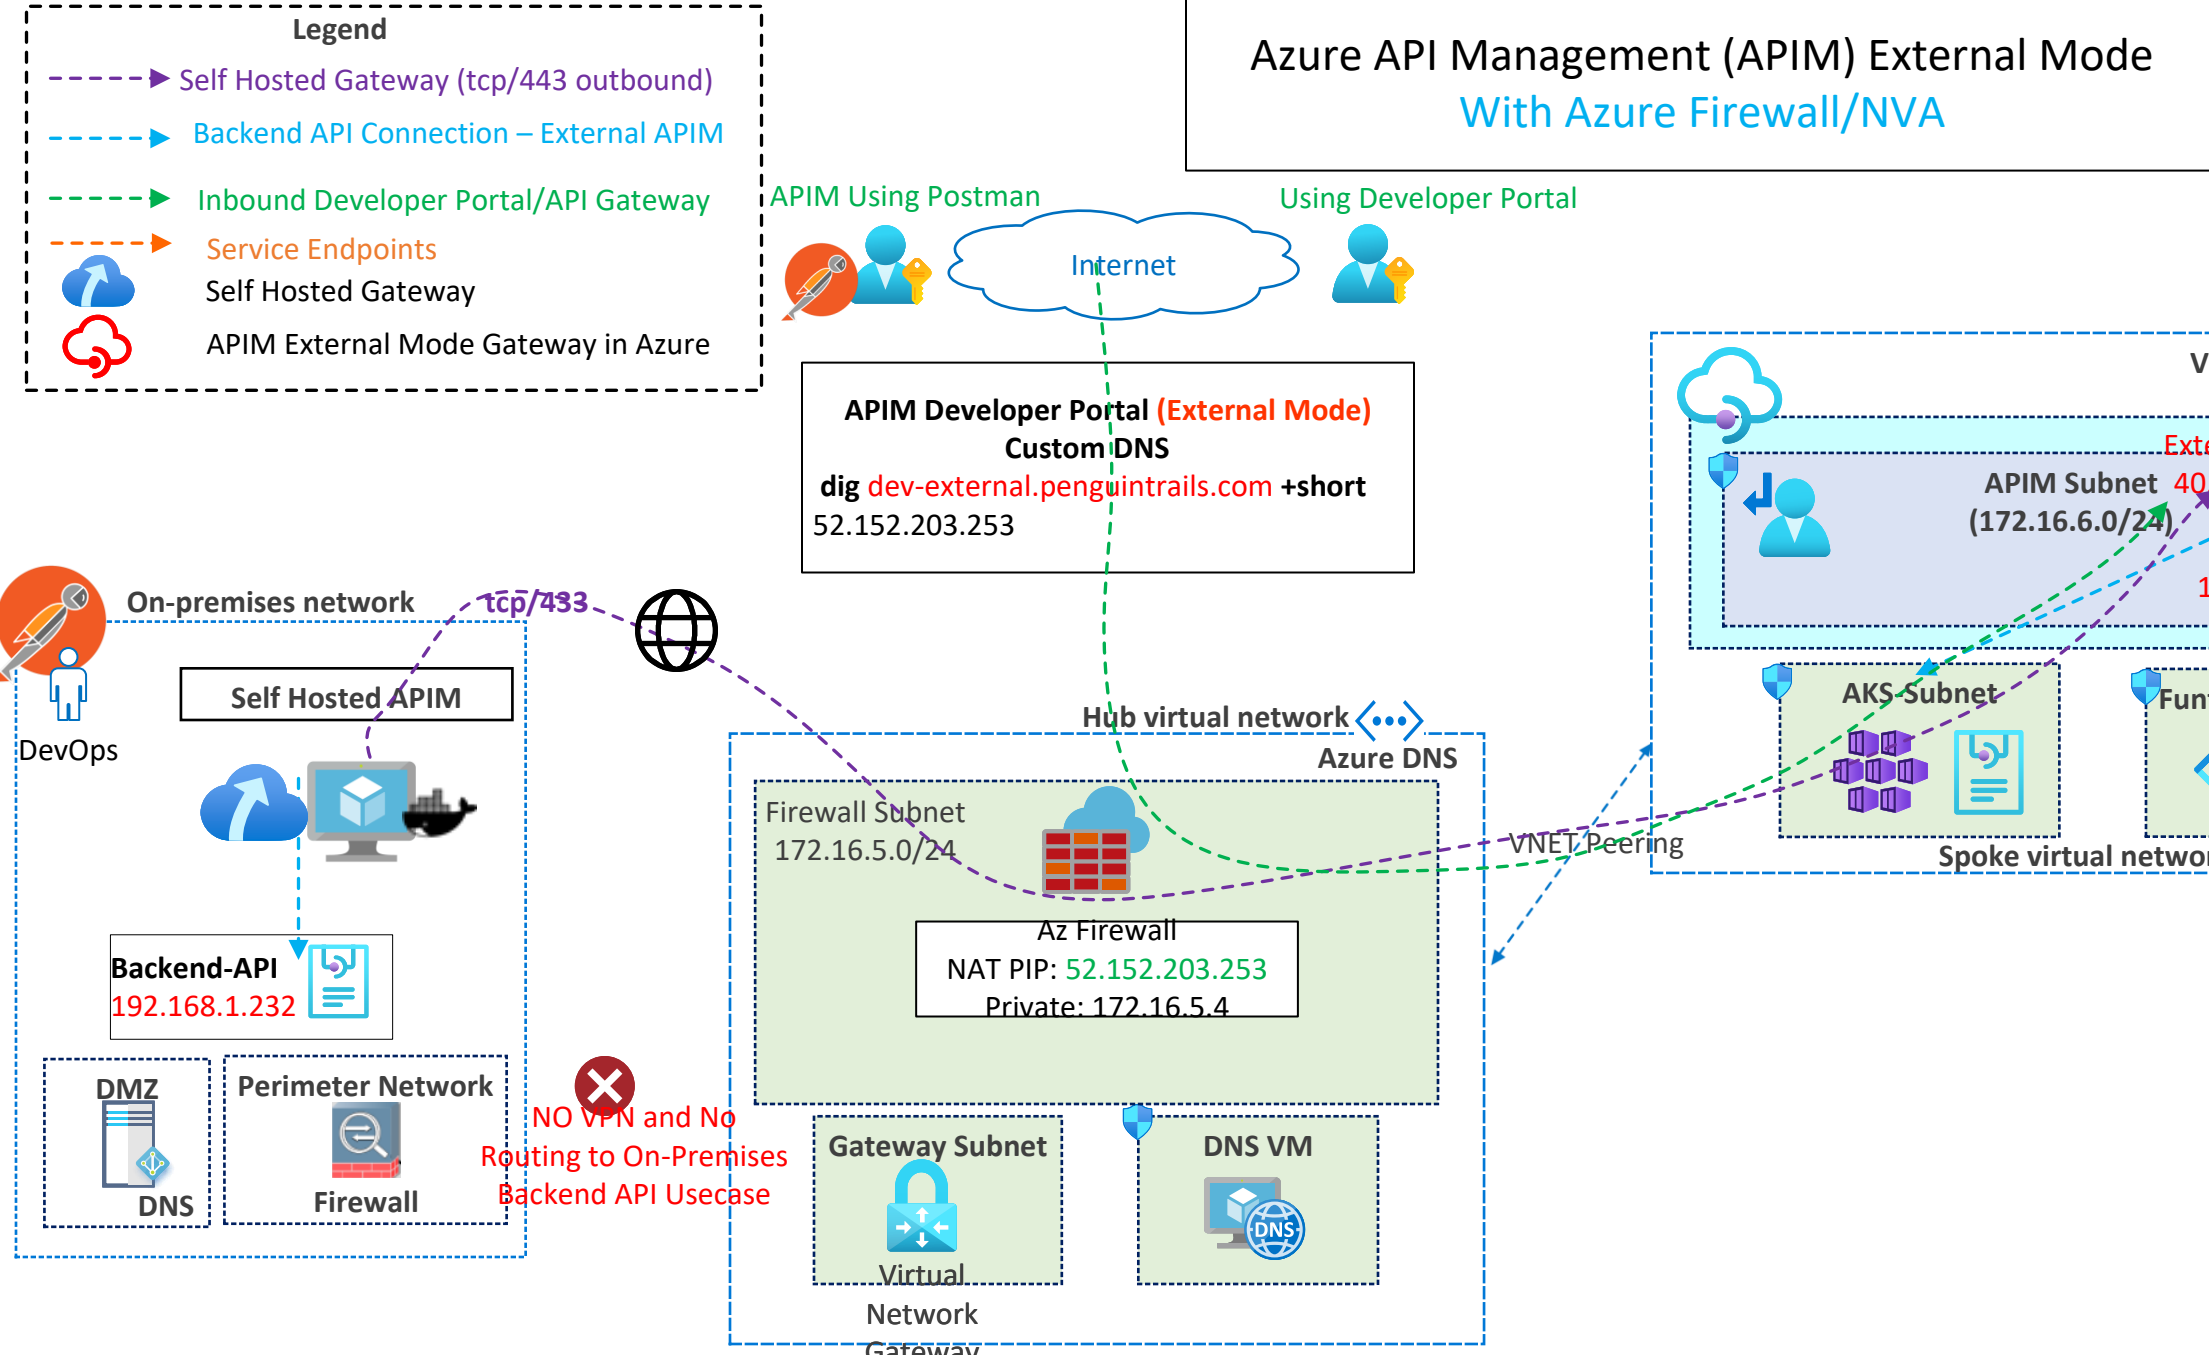 Legend
Self Hosted Gateway (tcp/443 outbound)
Backend API Connection – External APIM
Inbound Developer Portal/API Gateway
Service Endpoints
Self Hosted Gateway
APIM External Mode Gateway in Azure
Azure API Management (APIM) External Mode
With Azure Firewall/NVA
APIM Using Postman
Internet
Using Developer Portal
APIM Developer Portal (External Mode)
Custom DNS
dig dev-external.penguintrails.com +short
52.152.203.253
APIM Subnet
(172.16.6.0/24)
40
On-premises network
tcp/433
Self Hosted APIM
DevOps
Backend-API
192.168.1.232
DMZ
DNS
Perimeter Network
Firewall
NO VPN and No
Routing to On-Premises
Backend API Usecase
Hub virtual network
Azure DNS
Firewall Subnet
172.16.5.0/24
Az Firewall
NAT PIP: 52.152.203.253
Private: 172.16.5.4
Gateway Subnet
Virtual
Network
Gateway
DNS VM
DNS
VNET Peering
AKS-Subnet
Spoke virtual